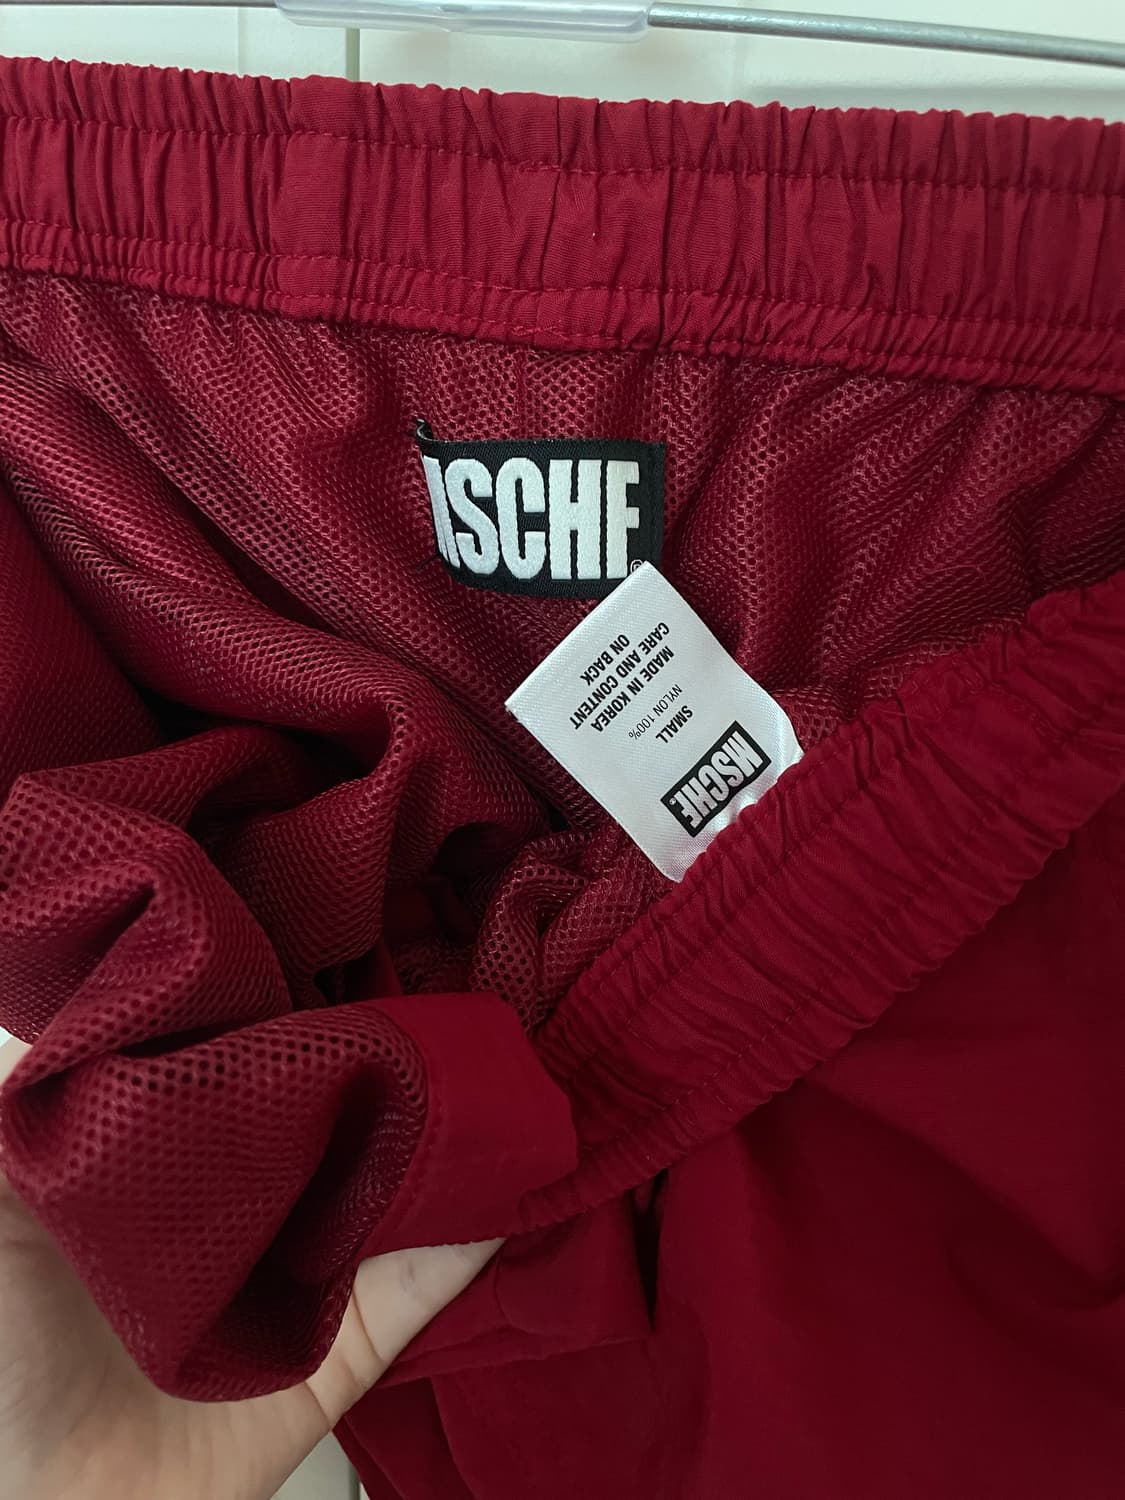 MSCHF®
MSCHF®
SMALL
NYLON 100%
MADE IN KOREA
CARE AND CONTENT
ON BACK